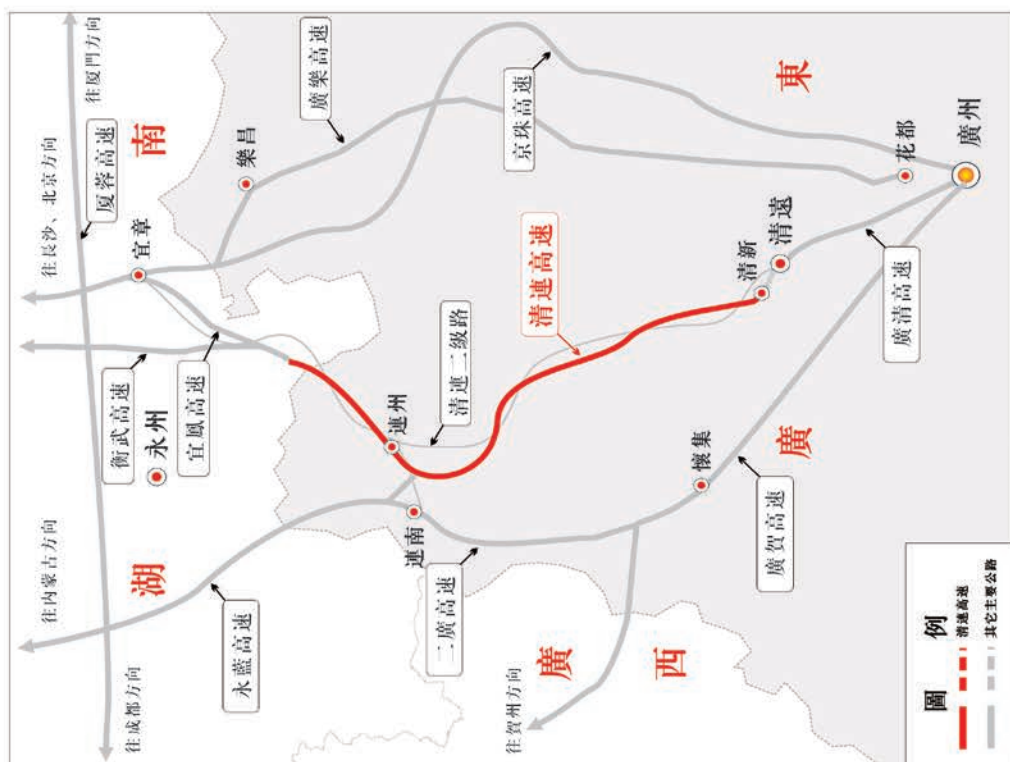 往廈門方向
廈蓉高速
往長沙、北京方向
南
宜章
樂昌
廣樂高速
京珠高速
東
花都
廣州
衡武高速
永州
宜鳳高速
連州
清連二級路
清連高速
清新
清遠
廣清高速
往內蒙古方向
湖
連南
懷集
廣
廣賀高速
往成都方向
永藍高速
二廣高速
廣
西
往賀州方向
圖 例
清連高速
其它主要公路